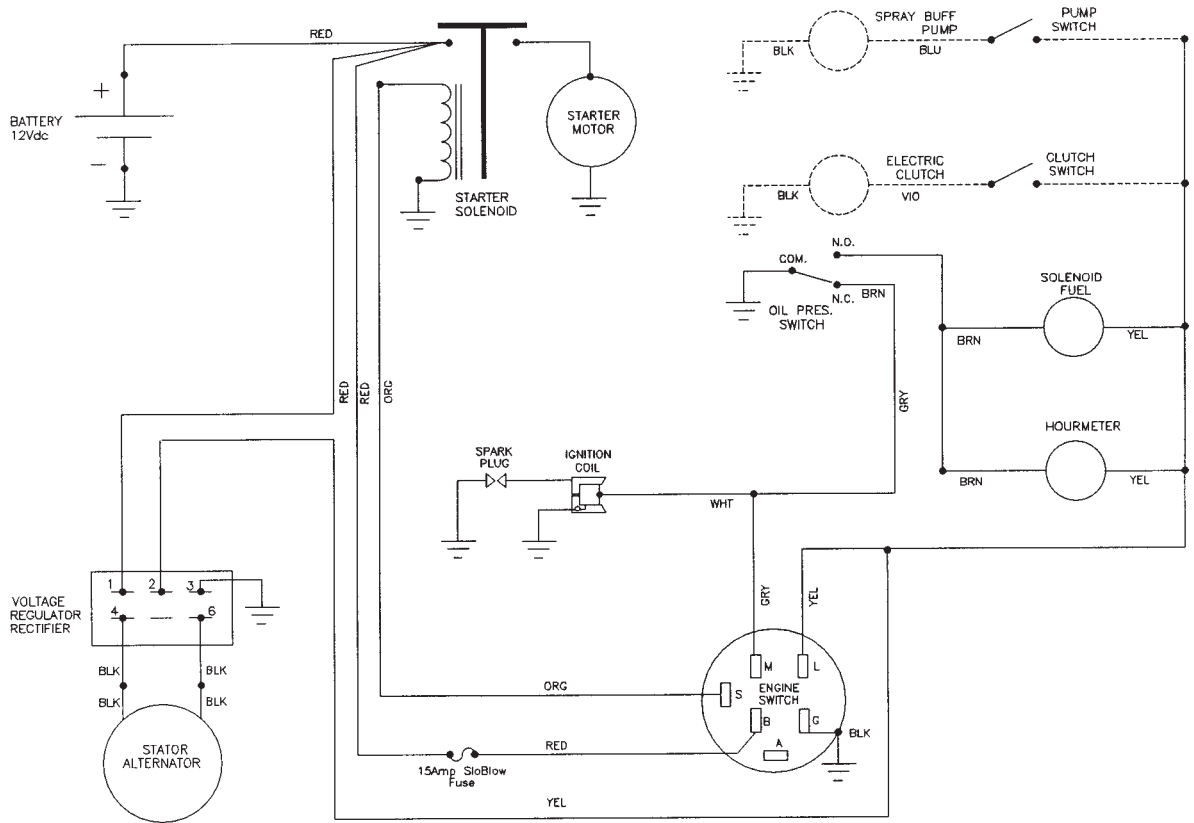 RED
SPRAY BUFF
PUMP
PUMP
SWITCH
BLK
BLU
+
BATTERY
12Vdc
−
STARTER
MOTOR
STARTER
SOLENOID
ELECTRIC
CLUTCH
CLUTCH
SWITCH
BLK
VIO
N.O.
COM.
N.C.
BRN
OIL PRES.
SWITCH
SOLENOID
FUEL
BRN
YEL
RED
RED
ORG
GRY
HOURMETER
BRN
YEL
SPARK
PLUG
IGNITION
COIL
WHT
1 2 3
4 6
VOLTAGE
REGULATOR
RECTIFIER
GRY
YEL
BLK
BLK
BLK
BLK
STATOR
ALTERNATOR
ORG
M
L
S
ENGINE
SWITCH
B
G
A
BLK
RED
15Amp SloBlow
Fuse
YEL